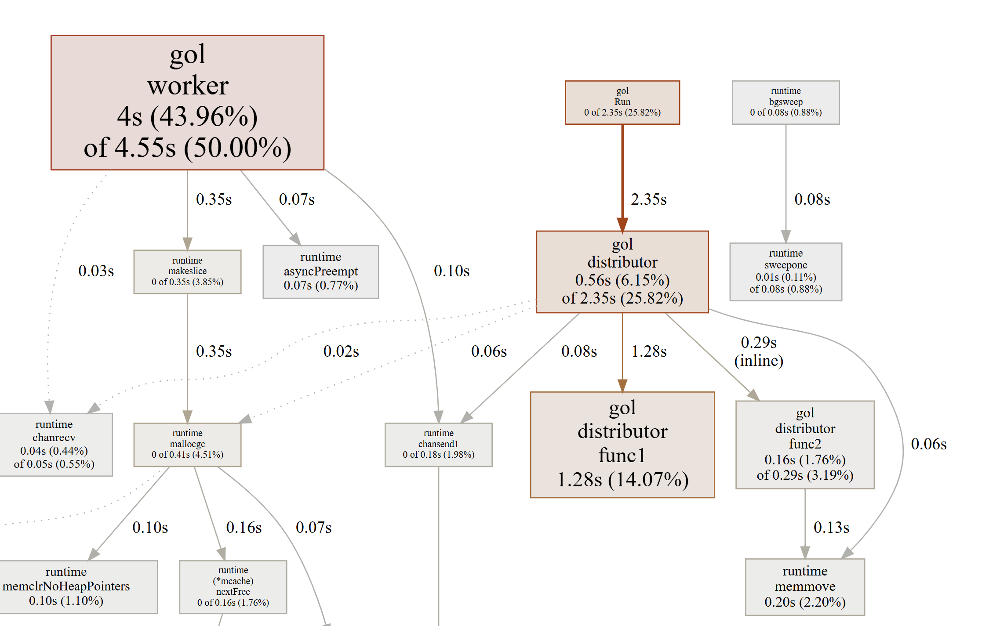 gol
worker
4s (43.96%)
of 4.55s (50.00%)
gol
Run
0 of 2.35s (25.82%)
runtime
bgsweep
0 of 0.08s (0.88%)
0.35s
0.07s
2.35s
0.08s
0.03s
runtime
makeslice
0 of 0.35s (3.85%)
runtime
asyncPreempt
0.07s (0.77%)
0.10s
gol
distributor
0.56s (6.15%)
of 2.35s (25.82%)
runtime
sweepone
0.01s (0.11%)
of 0.08s (0.88%)
0.35s
0.02s
0.06s
0.08s
1.28s
0.29s
(inline)
runtime
chanrecv
0.04s (0.44%)
of 0.05s (0.55%)
runtime
mallocgc
0 of 0.41s (4.51%)
runtime
chansend1
0 of 0.18s (1.98%)
gol
distributor
func1
1.28s (14.07%)
gol
distributor
func2
0.16s (1.76%)
of 0.29s (3.19%)
0.06s
0.10s
0.16s
0.07s
0.13s
runtime
memclrNoHeapPointers
0.10s (1.10%)
runtime
(*mcache)
nextFree
0 of 0.16s (1.76%)
runtime
memmove
0.20s (2.20%)